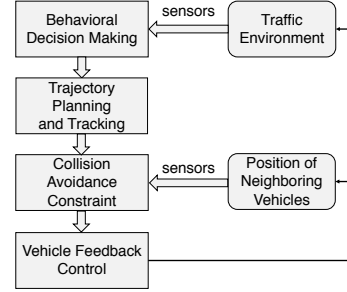 Behavioral
Decision Making
sensors
Traffic
Environment
Trajectory
Planning
and Tracking
Collision
Avoidance
Constraint
sensors
Position of
Neighboring
Vehicles
Vehicle Feedback
Control